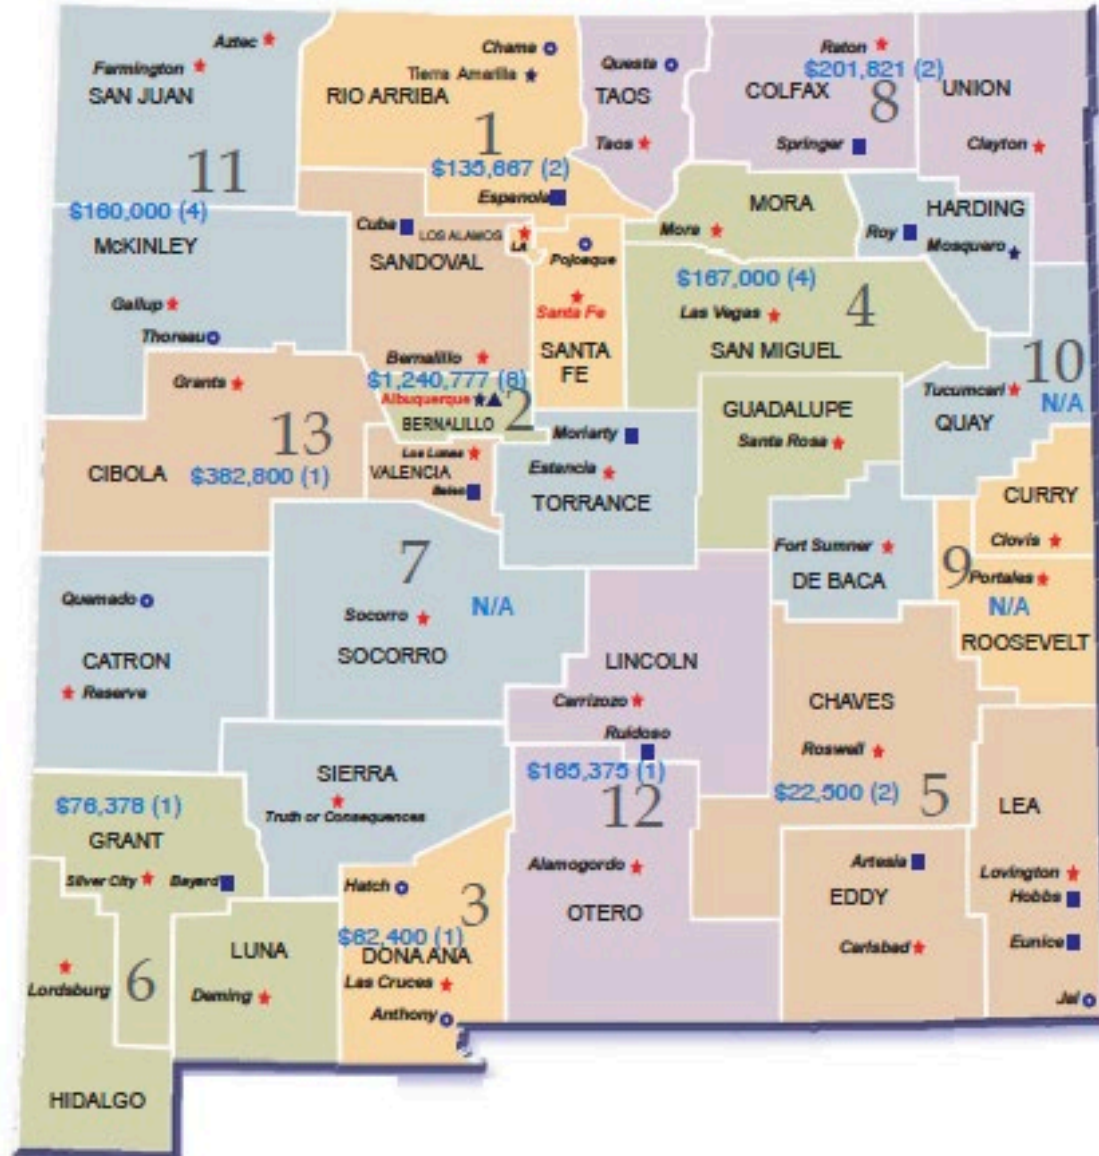 Aztec
Farmington
SAN JUAN
11
$160,000 (4)
McKINLEY
Gallup
Thoreau
Chama
Tierra Amarilla
RIO ARRIBA
1
$135,667 (2)
Espanola
Questa
TAOS
Taos
Raton
$201,821 (2)
COLFAX
8
Springer
UNION
Clayton
MORA
Mora
HARDING
Roy
Mosquero
Cuba
LOS ALAMOS
LA
SANDOVAL
Pojoaque
Santa Fe
SANTA
FE
$167,000 (4)
Las Vegas
4
SAN MIGUEL
10
Tucumcari
N/A
QUAY
Bernalillo
$1,240,777 (8)
Albuquerque
2
BERNALILLO
Grants
13
CIBOLA
$382,800 (1)
Los Lunas
VALENCIA
Belen
Moriarty
Estancia
TORRANCE
GUADALUPE
Santa Rosa
CURRY
Clovis
Fort Sumner
DE BACA
9
Portales
N/A
ROOSEVELT
7
N/A
Socorro
SOCORRO
Quemado
CATRON
Reserve
LINCOLN
Carrizozo
Ruidoso
CHAVES
Roswell
$22,500 (2)
5
SIERRA
Truth or Consequences
$165,375 (1)
12
Alamogordo
OTERO
LEA
Lovington
Hobbs
Eunice
Jal
Artesia
EDDY
Carlsbad
$76,378 (1)
GRANT
Silver City
Bayard
Hatch
3
$62,400 (1)
DONA ANA
Las Cruces
Anthony
LUNA
Deming
6
Lordsburg
HIDALGO